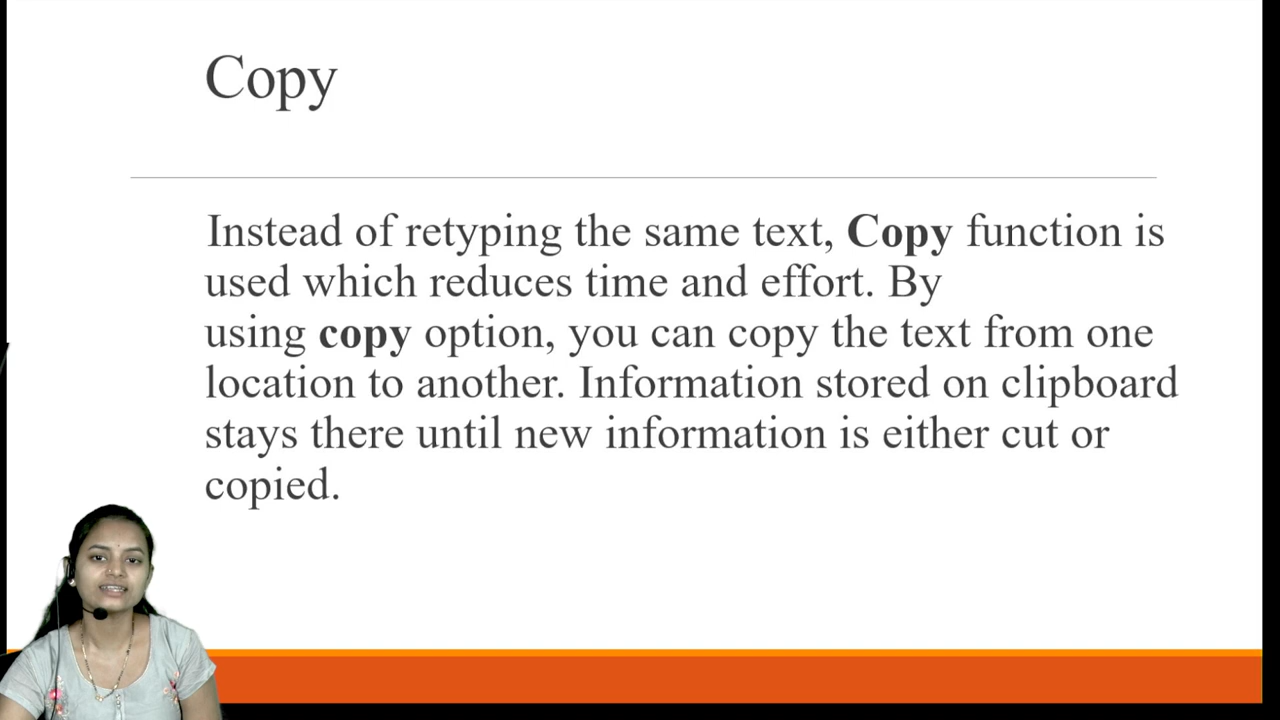 Copy
Instead of retyping the same text, Copy function is
used which reduces time and effort. By
using copy option, you can copy the text from one
location to another. Information stored on clipboard
stays there until new information is either cut or
copied.